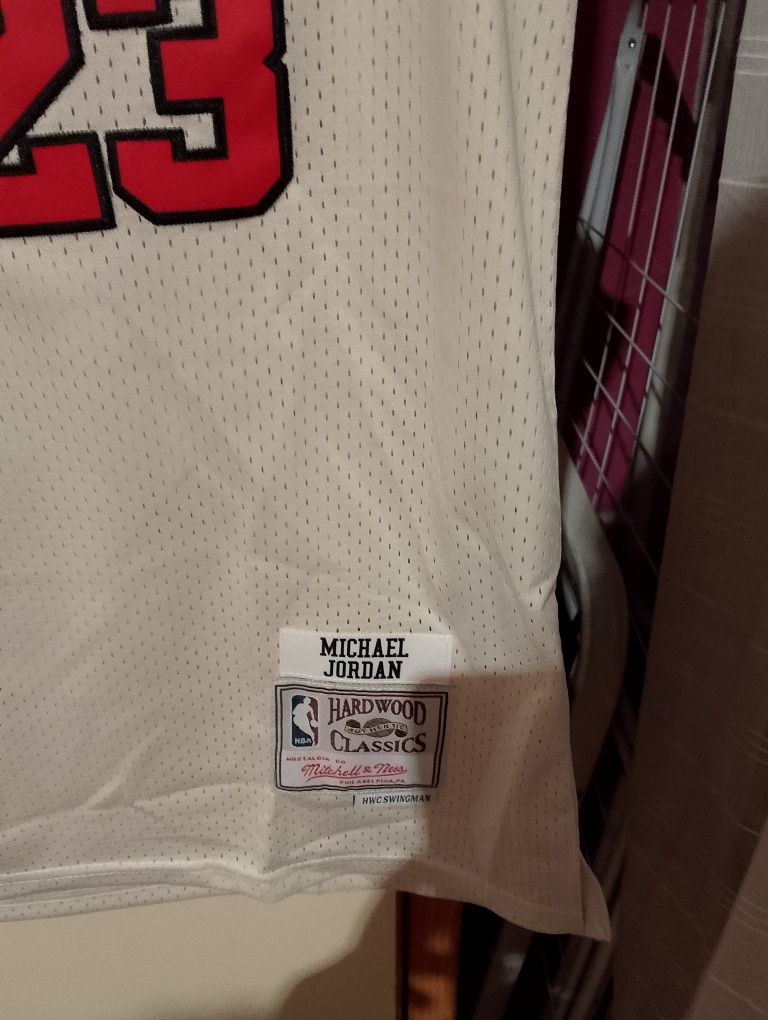 23
MICHAEL
JORDAN
HARDWOOD
NBA
CLASSICS
NOSTALGIA CO
Mitchell & Ness
PHILADELPHIA, PA
HWC SWINGMAN